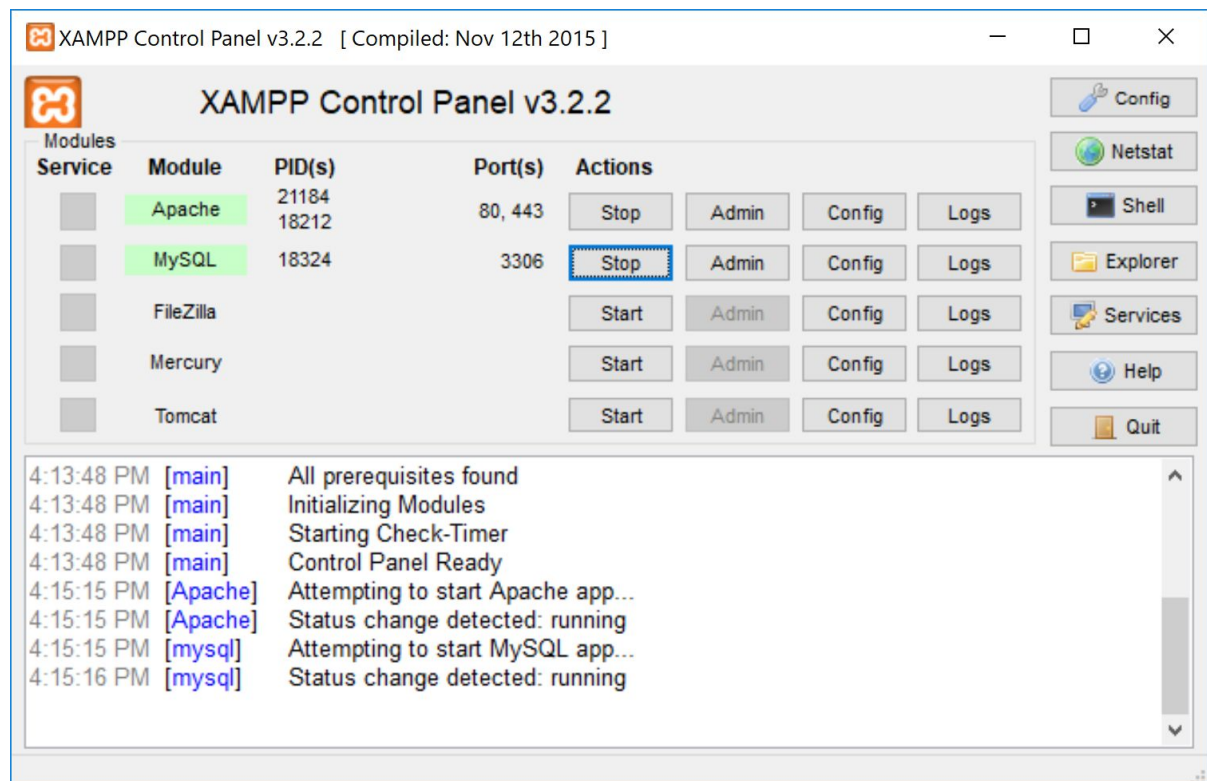 XAMPP Control Panel v3.2.2 [ Compiled: Nov 12th 2015 ]
XAMPP Control Panel v3.2.2
Config
Modules
Netstat
Service Module PID(s) Port(s) Actions
Apache 21184 18212 80, 443 Stop Admin Config Logs
Shell
MySQL 18324 3306 Stop Admin Config Logs
Explorer
FileZilla Start Admin Config Logs
Services
Mercury Start Admin Config Logs
Help
Tomcat Start Admin Config Logs
Quit
4:13:48 PM [main] All prerequisites found
4:13:48 PM [main] Initializing Modules
4:13:48 PM [main] Starting Check-Timer
4:13:48 PM [main] Control Panel Ready
4:15:15 PM [Apache] Attempting to start Apache app...
4:15:15 PM [Apache] Status change detected: running
4:15:15 PM [mysql] Attempting to start MySQL app...
4:15:16 PM [mysql] Status change detected: running